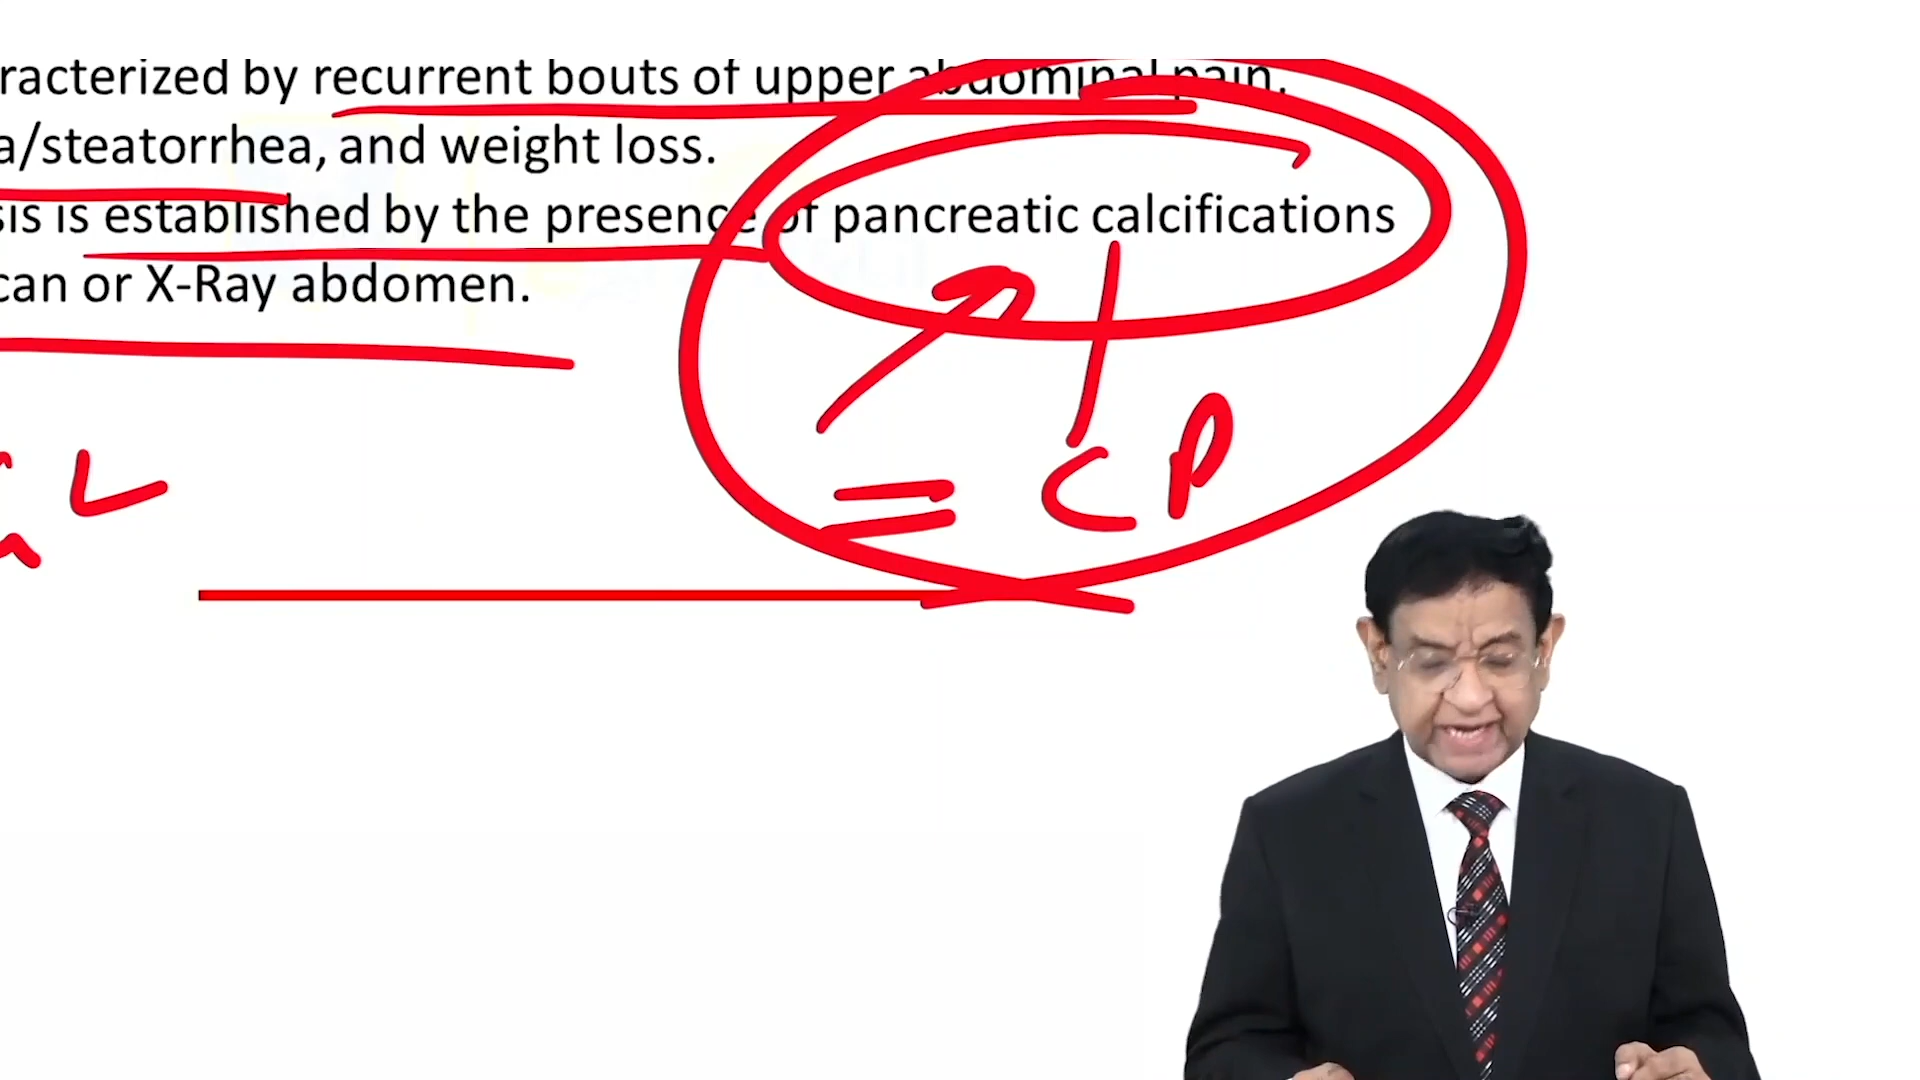 racterized by recurrent bouts of upper abdominal pain.
a/steatorrhea, and weight loss.
sis is established by the presence of pancreatic calcifications
can or X-Ray abdomen.
= CP